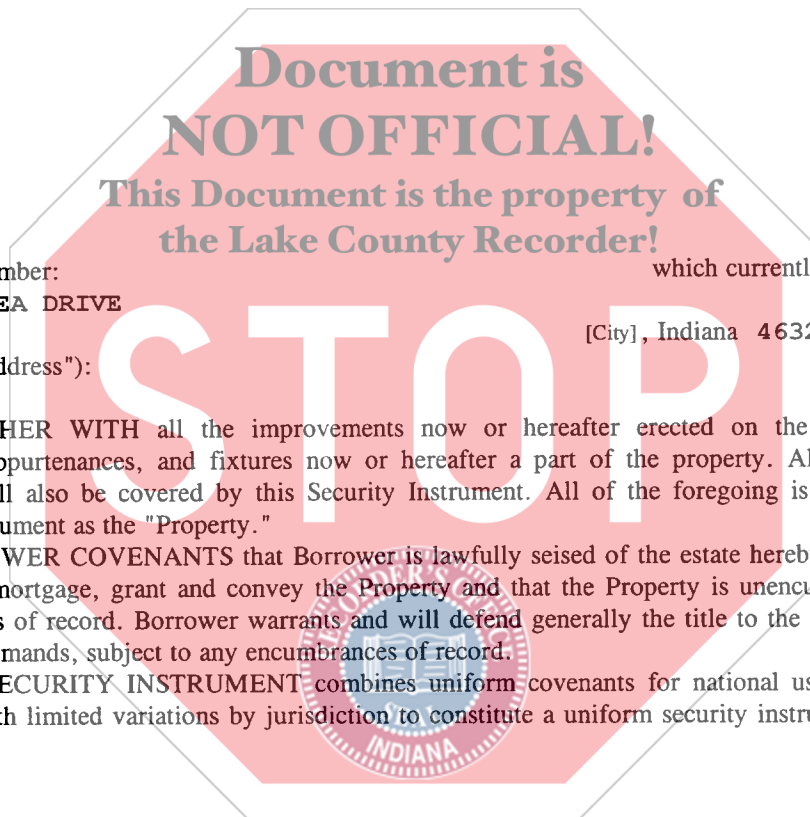 Document is
NOT OFFICIAL!
This Document is the property of
the Lake County Recorder!
mber: which currentl
EA DRIVE
[City], Indiana 4632
ddress"):
STOP
HER WITH all the improvements now or hereafter erected on the
ppurtenances, and fixtures now or hereafter a part of the property. Al
ll also be covered by this Security Instrument. All of the foregoing is
ument as the "Property."
WER COVENANTS that Borrower is lawfully seised of the estate hereb
mortgage, grant and convey the Property and that the Property is unencu
s of record. Borrower warrants and will defend generally the title to the
mands, subject to any encumbrances of record.
ECURITY INSTRUMENT combines uniform covenants for national us
th limited variations by jurisdiction to constitute a uniform security instru
RECORDER'S OFFICE
SEAL
INDIANA